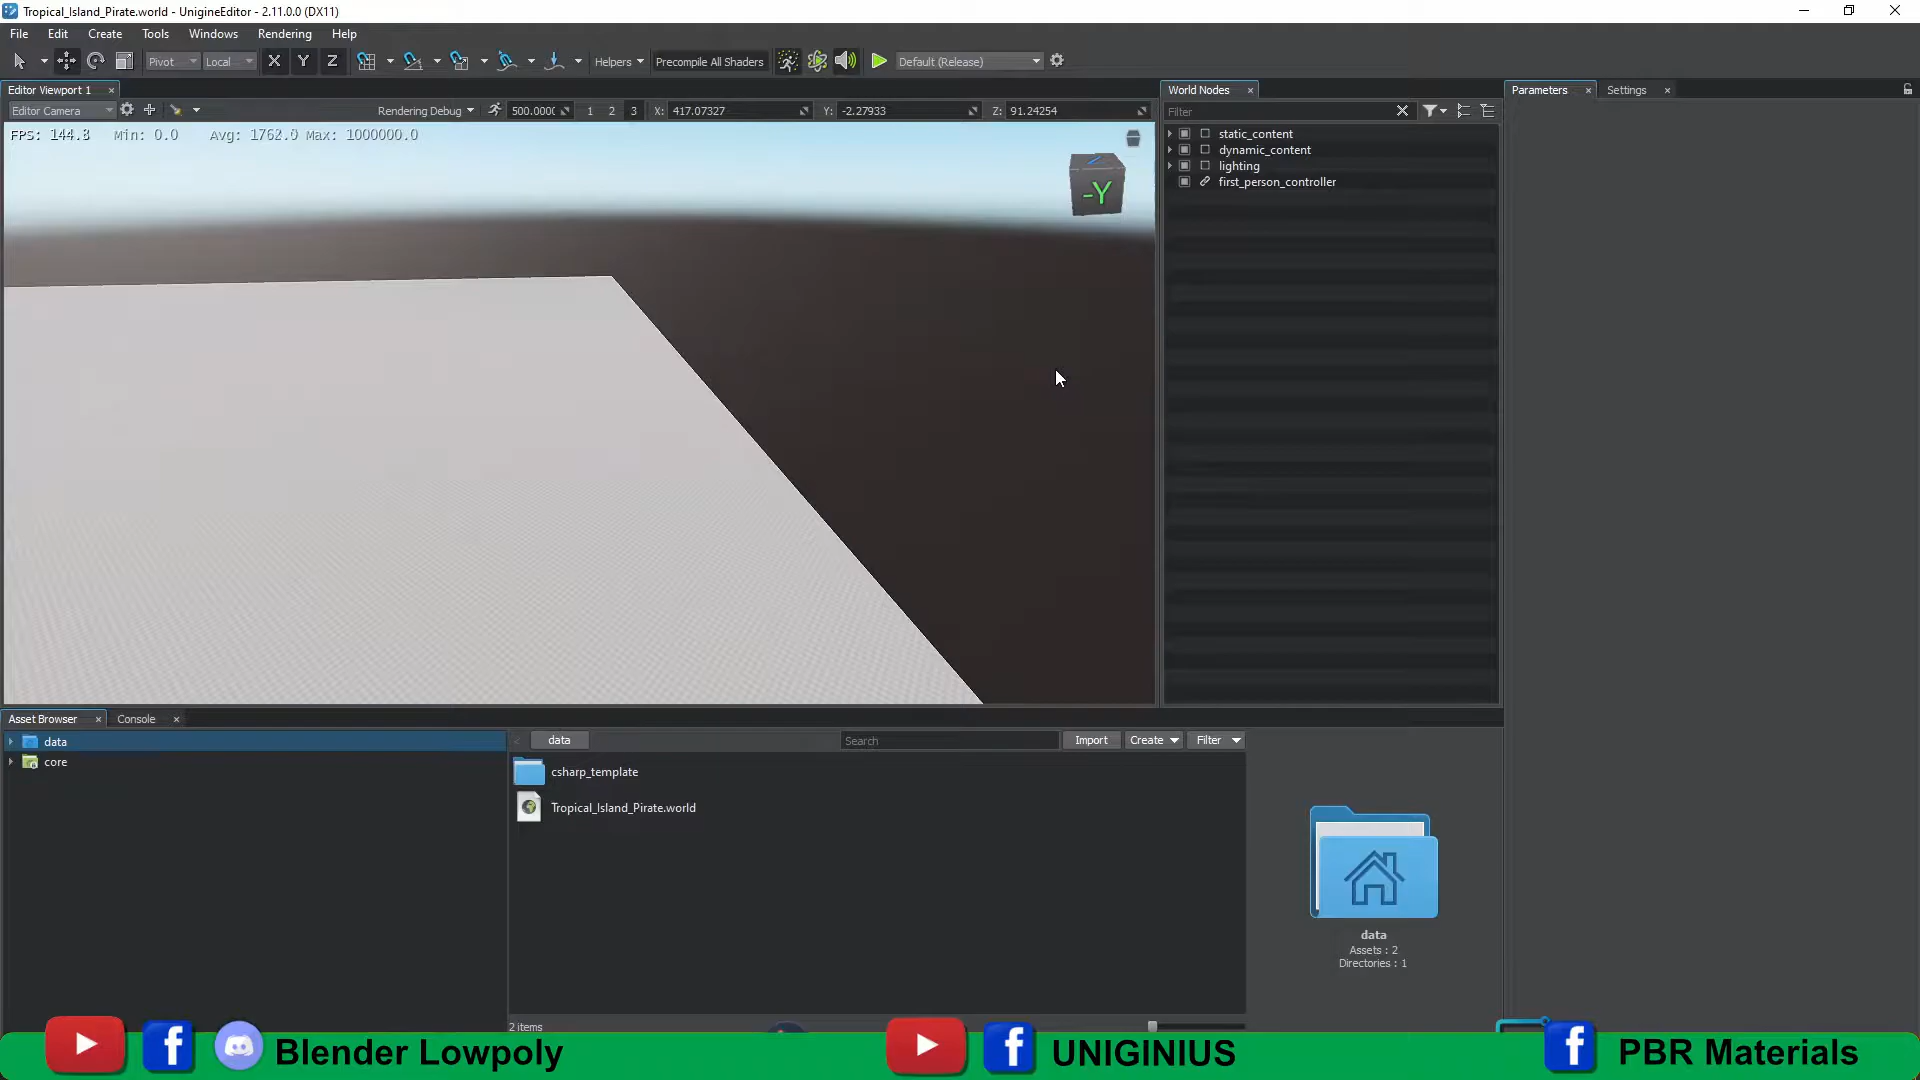 Tropical_Island_Pirate.world - UnigineEditor - 2.11.0.0 (DX11)
File Edit Create Tools Windows Rendering Help
Pivot Local X Y Z Helpers Precompile All Shaders Default (Release)
Editor Viewport 1 World Nodes Parameters Settings
Editor Camera Rendering Debug 500.000( 1 2 3 X: 417.07327 Y: -2.27933 Z: 91.24254 Filter
FPS: 144.8 Min: 0.0 Avg: 1762.0 Max: 1000000.0
-Y
static_content
dynamic_content
lighting
first_person_controller
Asset Browser Console
data
core
data Search Import Create Filter
csharp_template
Tropical_Island_Pirate.world
data
Assets : 2
Directories : 1
2 items
Blender Lowpoly UNIGINIUS PBR Materials